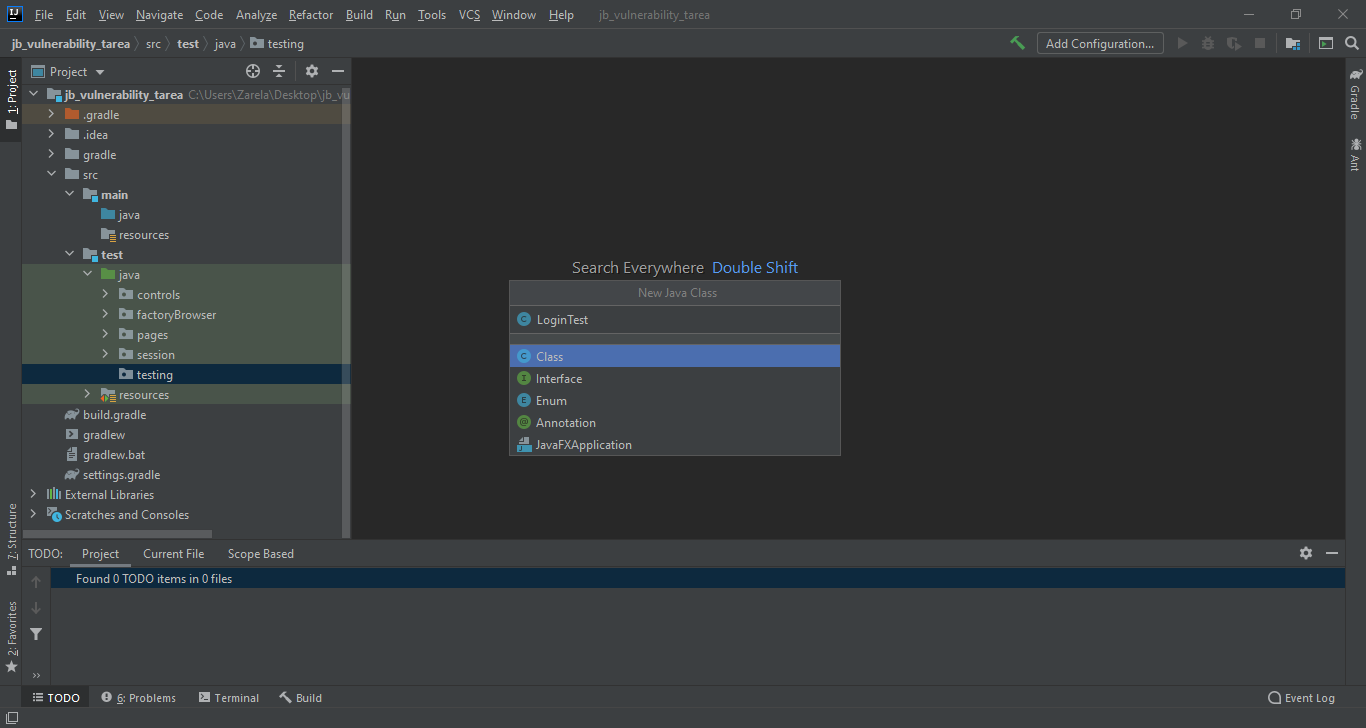 File Edit View Navigate Code Analyze Refactor Build Run Tools VCS Window Help jb_vulnerability_tarea
jb_vulnerability_tarea src test java testing
Add Configuration...
1: Project
Project
jb_vulnerability_tarea C:\Users\Zarela\Desktop\jb_vu
.gradle
.idea
gradle
src
main
java
resources
test
java
controls
factoryBrowser
pages
session
testing
resources
build.gradle
gradlew
gradlew.bat
settings.gradle
External Libraries
Scratches and Consoles
Search Everywhere Double Shift
New Java Class
LoginTest
Class
Interface
Enum
Annotation
JavaFXApplication
Gradle
Ant
7: Structure
2: Favorites
TODO: Project Current File Scope Based
Found 0 TODO items in 0 files
TODO 6: Problems Terminal Build Event Log